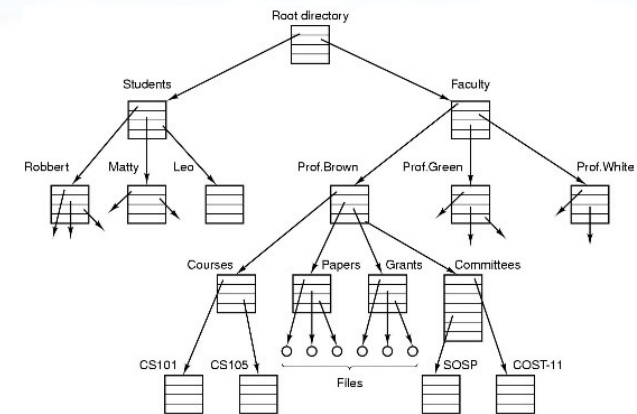 Root directory
Students
Faculty
Robbert
Matty
Leo
Prof.Brown
Prof.Green
Prof.White
Courses
Papers
Grants
Committees
CS101
CS105
Files
SOSP
COST-11